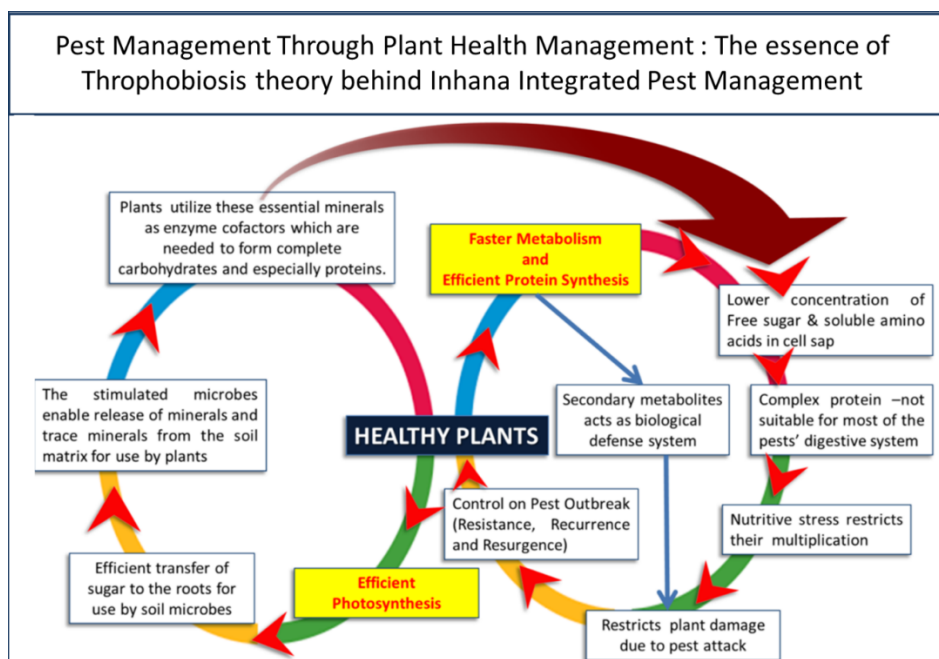 Pest Management Through Plant Health Management : The essence of
Throphobiosis theory behind Inhana Integrated Pest Management
Plants utilize these essential minerals
as enzyme cofactors which are
needed to form complete
carbohydrates and especially proteins.
Faster Metabolism
and
Efficient Protein Synthesis
Lower concentration of
Free sugar & soluble amino
acids in cell sap
The stimulated microbes
enable release of minerals and
trace minerals from the soil
matrix for use by plants
Secondary metabolites
acts as biological
defense system
Complex protein –not
suitable for most of the
pests’ digestive system
HEALTHY PLANTS
Control on Pest Outbreak
(Resistance, Recurrence
and Resurgence)
Nutritive stress restricts
their multiplication
Efficient transfer of
sugar to the roots for
use by soil microbes
Efficient
Photosynthesis
Restricts plant damage
due to pest attack